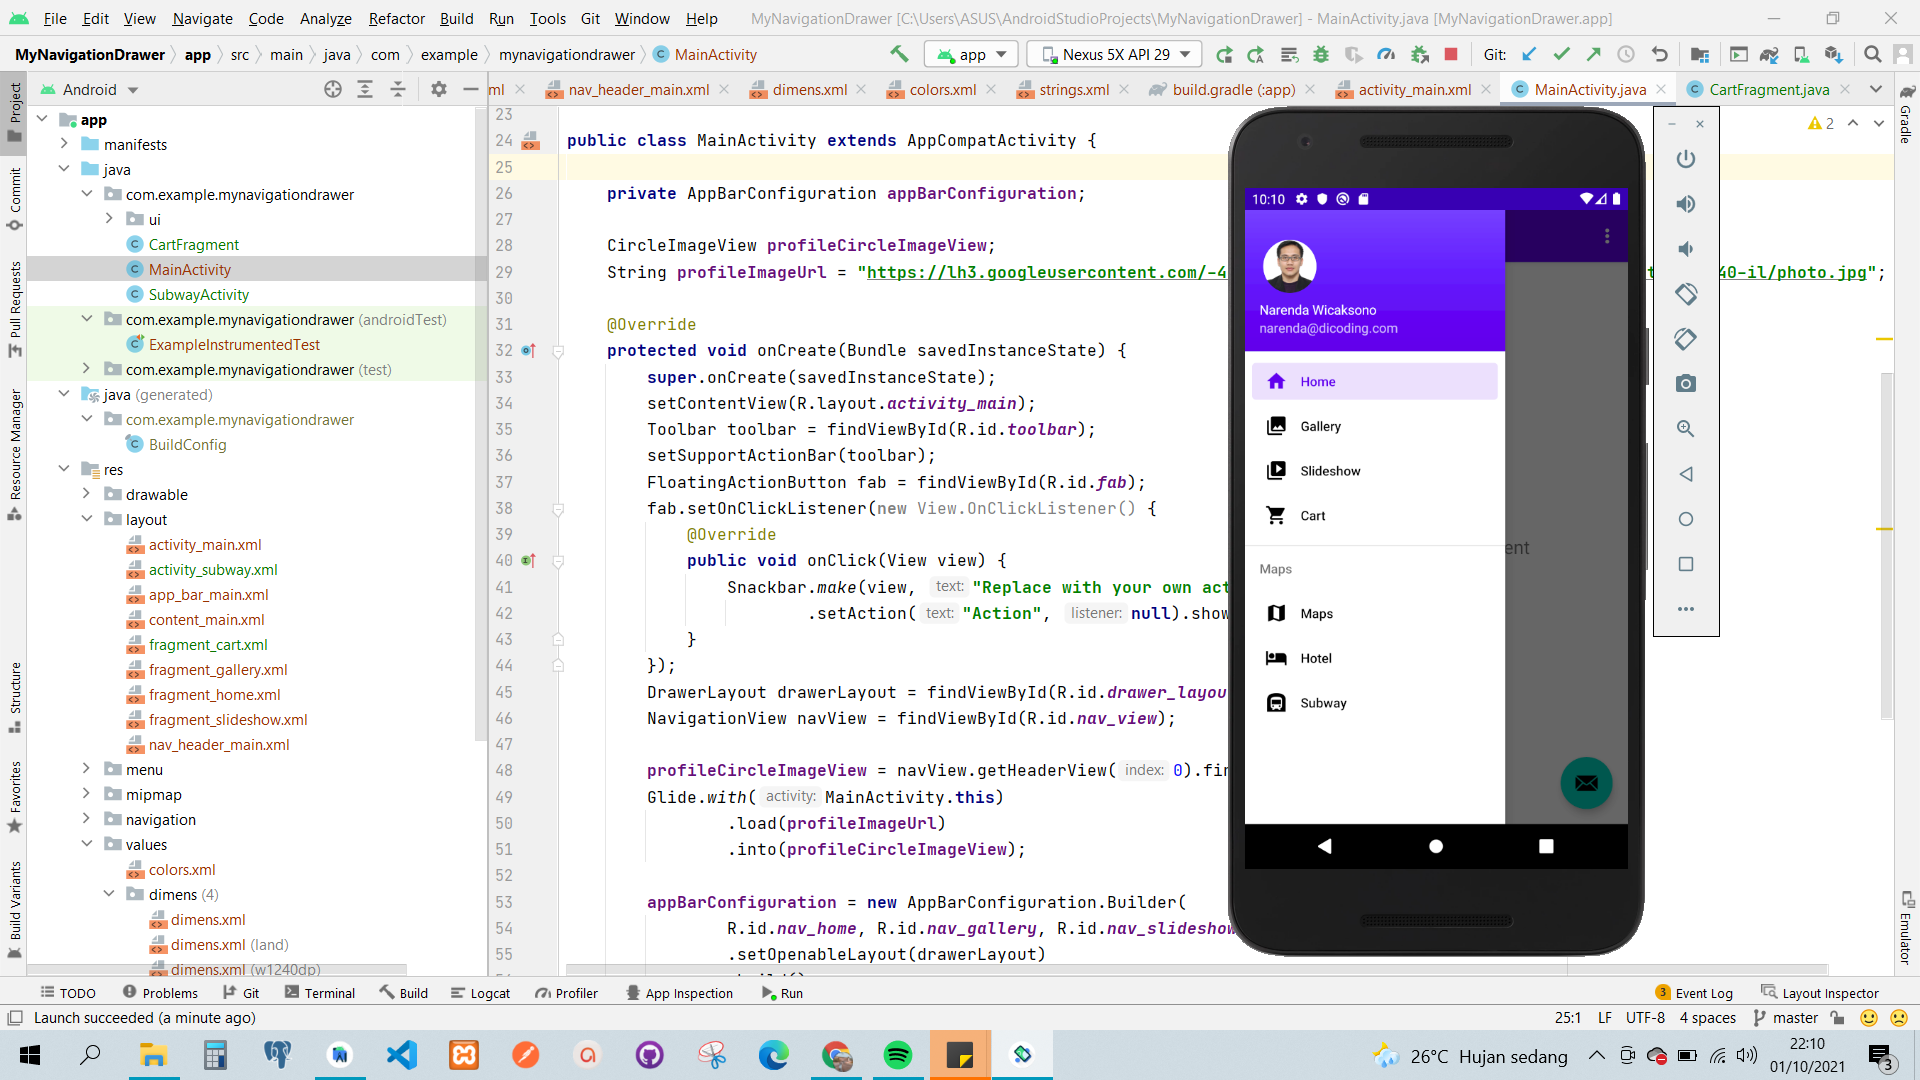 File Edit View Navigate Code Analyze Refactor Build Run Tools Git Window Help MyNavigationDrawer [C:\Users\ASUS\AndroidStudioProjects\MyNavigationDrawer] - MainActivity.java [MyNavigationDrawer.app]
MyNavigationDrawer app src main java com example mynavigationdrawer MainActivity app Nexus 5X API 29 Git:
Android
ml nav_header_main.xml dimens.xml colors.xml strings.xml build.gradle (:app) activity_main.xml MainActivity.java CartFragment.java
Project
Commit
Pull Requests
Resource Manager
Structure
Favorites
Build Variants
app
manifests
java
com.example.mynavigationdrawer
ui
CartFragment
MainActivity
SubwayActivity
com.example.mynavigationdrawer (androidTest)
ExampleInstrumentedTest
com.example.mynavigationdrawer (test)
java (generated)
com.example.mynavigationdrawer
BuildConfig
res
drawable
layout
activity_main.xml
activity_subway.xml
app_bar_main.xml
content_main.xml
fragment_cart.xml
fragment_gallery.xml
fragment_home.xml
fragment_slideshow.xml
nav_header_main.xml
menu
mipmap
navigation
values
colors.xml
dimens (4)
dimens.xml
dimens.xml (land)
dimens.xml (w1240dp)
23
24 public class MainActivity extends AppCompatActivity {
25
26 private AppBarConfiguration appBarConfiguration;
27
28 CircleImageView profileCircleImageView;
29 String profileImageUrl = "https://lh3.googleusercontent.com/-4 40-il/photo.jpg";
30
31 @Override
32 protected void onCreate(Bundle savedInstanceState) {
33 super.onCreate(savedInstanceState);
34 setContentView(R.layout.activity_main);
35 Toolbar toolbar = findViewById(R.id.toolbar);
36 setSupportActionBar(toolbar);
37 FloatingActionButton fab = findViewById(R.id.fab);
38 fab.setOnClickListener(new View.OnClickListener() {
39 @Override
40 public void onClick(View view) {
41 Snackbar.make(view, text: "Replace with your own act
42 .setAction( text: "Action", listener: null).show
43 }
44 });
45 DrawerLayout drawerLayout = findViewById(R.id.drawer_layou
46 NavigationView navView = findViewById(R.id.nav_view);
47
48 profileCircleImageView = navView.getHeaderView( index: 0).fin
49 Glide.with( activity: MainActivity.this)
50 .load(profileImageUrl)
51 .into(profileCircleImageView);
52
53 appBarConfiguration = new AppBarConfiguration.Builder(
54 R.id.nav_home, R.id.nav_gallery, R.id.nav_slideshow
55 .setOpenableLayout(drawerLayout)
2
10:10
Narenda Wicaksono
narenda@dicoding.com
Home
Gallery
Slideshow
Cart
ent
Maps
Maps
Hotel
Subway
Gradle
Emulator
TODO Problems Git Terminal Build Logcat Profiler App Inspection Run 3 Event Log Layout Inspector
Launch succeeded (a minute ago) 25:1 LF UTF-8 4 spaces master
26°C Hujan sedang 22:10
01/10/2021 3